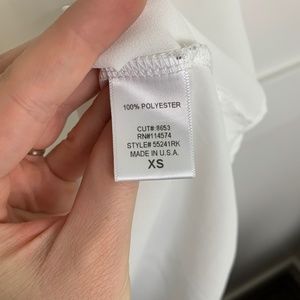 100% POLYESTER
CUT#: 8653
RN#114574
STYLE# 55241RK
MADE IN U.S.A.
XS